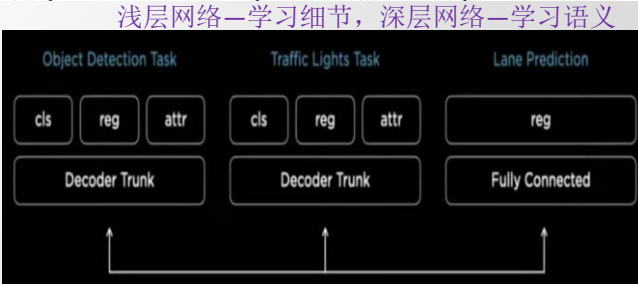 浅层网络—学习细节，深层网络—学习语义
Object Detection Task Traffic Lights Task Lane Prediction
cls reg attr cls reg attr reg
Decoder Trunk Decoder Trunk Fully Connected